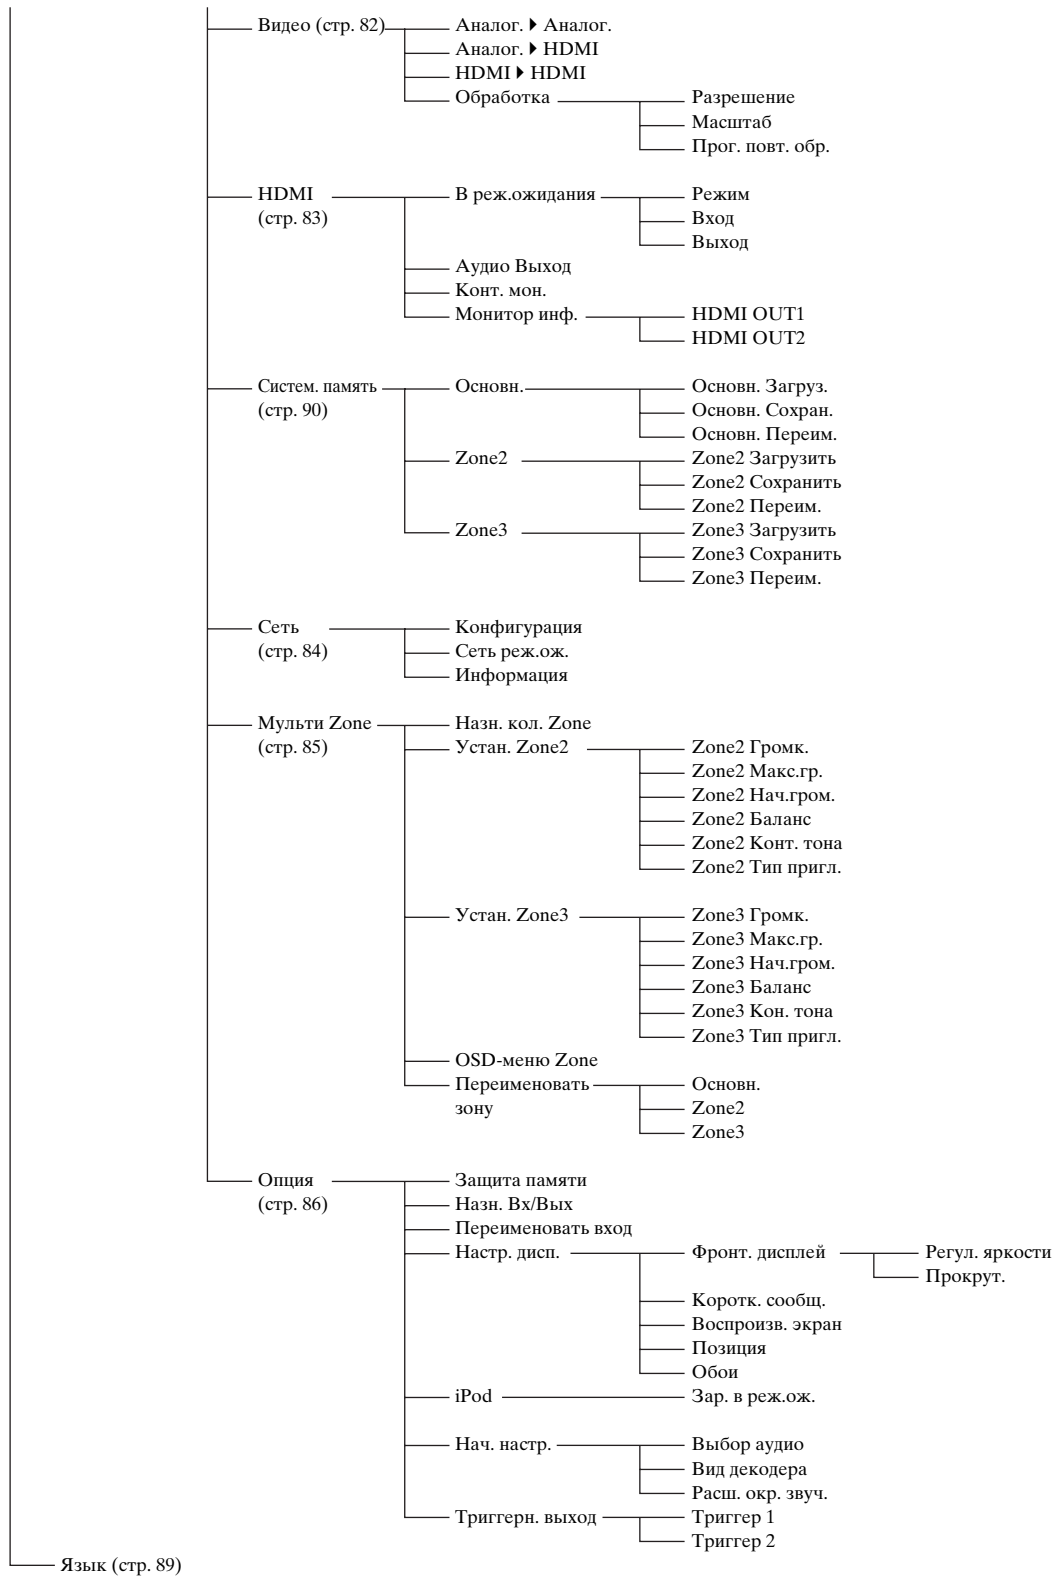 Видео (стр. 82) Аналог. ▶ Аналог.
Аналог. ▶ HDMI
HDMI ▶ HDMI
Обработка Разрешение
Масштаб
Прог. повт. обр.
HDMI В реж.ожидания Режим
(стр. 83) Вход
Выход
Аудио Выход
Конт. мон.
Монитор инф. HDMI OUT1
HDMI OUT2
Систем. память Основн. Основн. Загруз.
(стр. 90) Основн. Сохран.
Основн. Переим.
Zone2 Zone2 Загрузить
Zone2 Сохранить
Zone2 Переим.
Zone3 Zone3 Загрузить
Zone3 Сохранить
Zone3 Переим.
Сеть Конфигурация
(стр. 84) Сеть реж.ож.
Информация
Мульти Zone Назн. кол. Zone
(стр. 85) Устан. Zone2 Zone2 Громк.
Zone2 Макс.гр.
Zone2 Нач.гром.
Zone2 Баланс
Zone2 Конт. тона
Zone2 Тип пригл.
Устан. Zone3 Zone3 Громк.
Zone3 Макс.гр.
Zone3 Нач.гром.
Zone3 Баланс
Zone3 Кон. тона
Zone3 Тип пригл.
OSD-меню Zone
Переименовать Основн.
зону Zone2
Zone3
Опция Защита памяти
(стр. 86) Назн. Вх/Вых
Переименовать вход
Настр. дисп. Фронт. дисплей Регул. яркости
Прокрут.
Коротк. сообщ.
Воспроизв. экран
Позиция
Обои
iPod Зар. в реж.ож.
Нач. настр. Выбор аудио
Вид декодера
Расш. окр. звуч.
Триггерн. выход Триггер 1
Триггер 2
Язык (стр. 89)